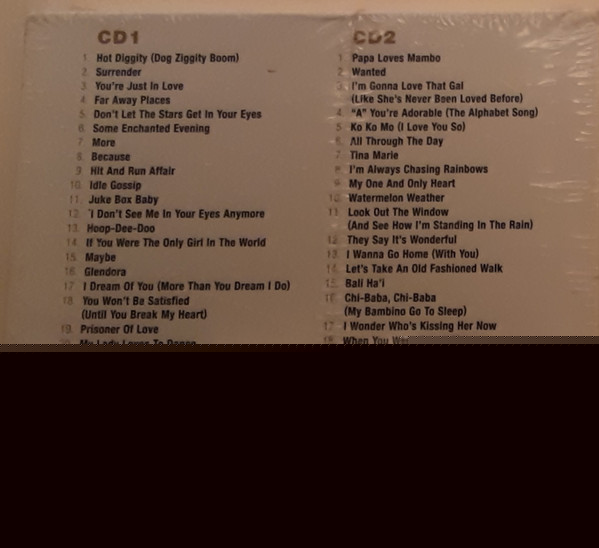 CD1
1 Hot Diggity (Dog Ziggity Boom)
2 Surrender
3 You're Just In Love
4 Far Away Places
5 Don't Let The Stars Get In Your Eyes
6 Some Enchanted Evening
7 More
8 Because
9 Hit And Run Affair
10 Idle Gossip
11 Juke Box Baby
12 I Don't See Me In Your Eyes Anymore
13 Hoop-Dee-Doo
14 If You Were The Only Girl In The World
15 Maybe
16 Glendora
17 I Dream Of You (More Than You Dream I Do)
18 You Won't Be Satisfied
(Until You Break My Heart)
19 Prisoner Of Love
20 My Lady Loves To Dance
CD2
1 Papa Loves Mambo
2 Wanted
3 I'm Gonna Love That Gal
(Like She's Never Been Loved Before)
4 "A" You're Adorable (The Alphabet Song)
5 Ko Ko Mo (I Love You So)
6 All Through The Day
7 Tina Marie
8 I'm Always Chasing Rainbows
9 My One And Only Heart
10 Watermelon Weather
11 Look Out The Window
(And See How I'm Standing In The Rain)
12 They Say It's Wonderful
13 I Wanna Go Home (With You)
14 Let's Take An Old Fashioned Walk
15 Bali Ha'i
16 Chi-Baba, Chi-Baba
(My Bambino Go To Sleep)
17 I Wonder Who's Kissing Her Now
18 When You